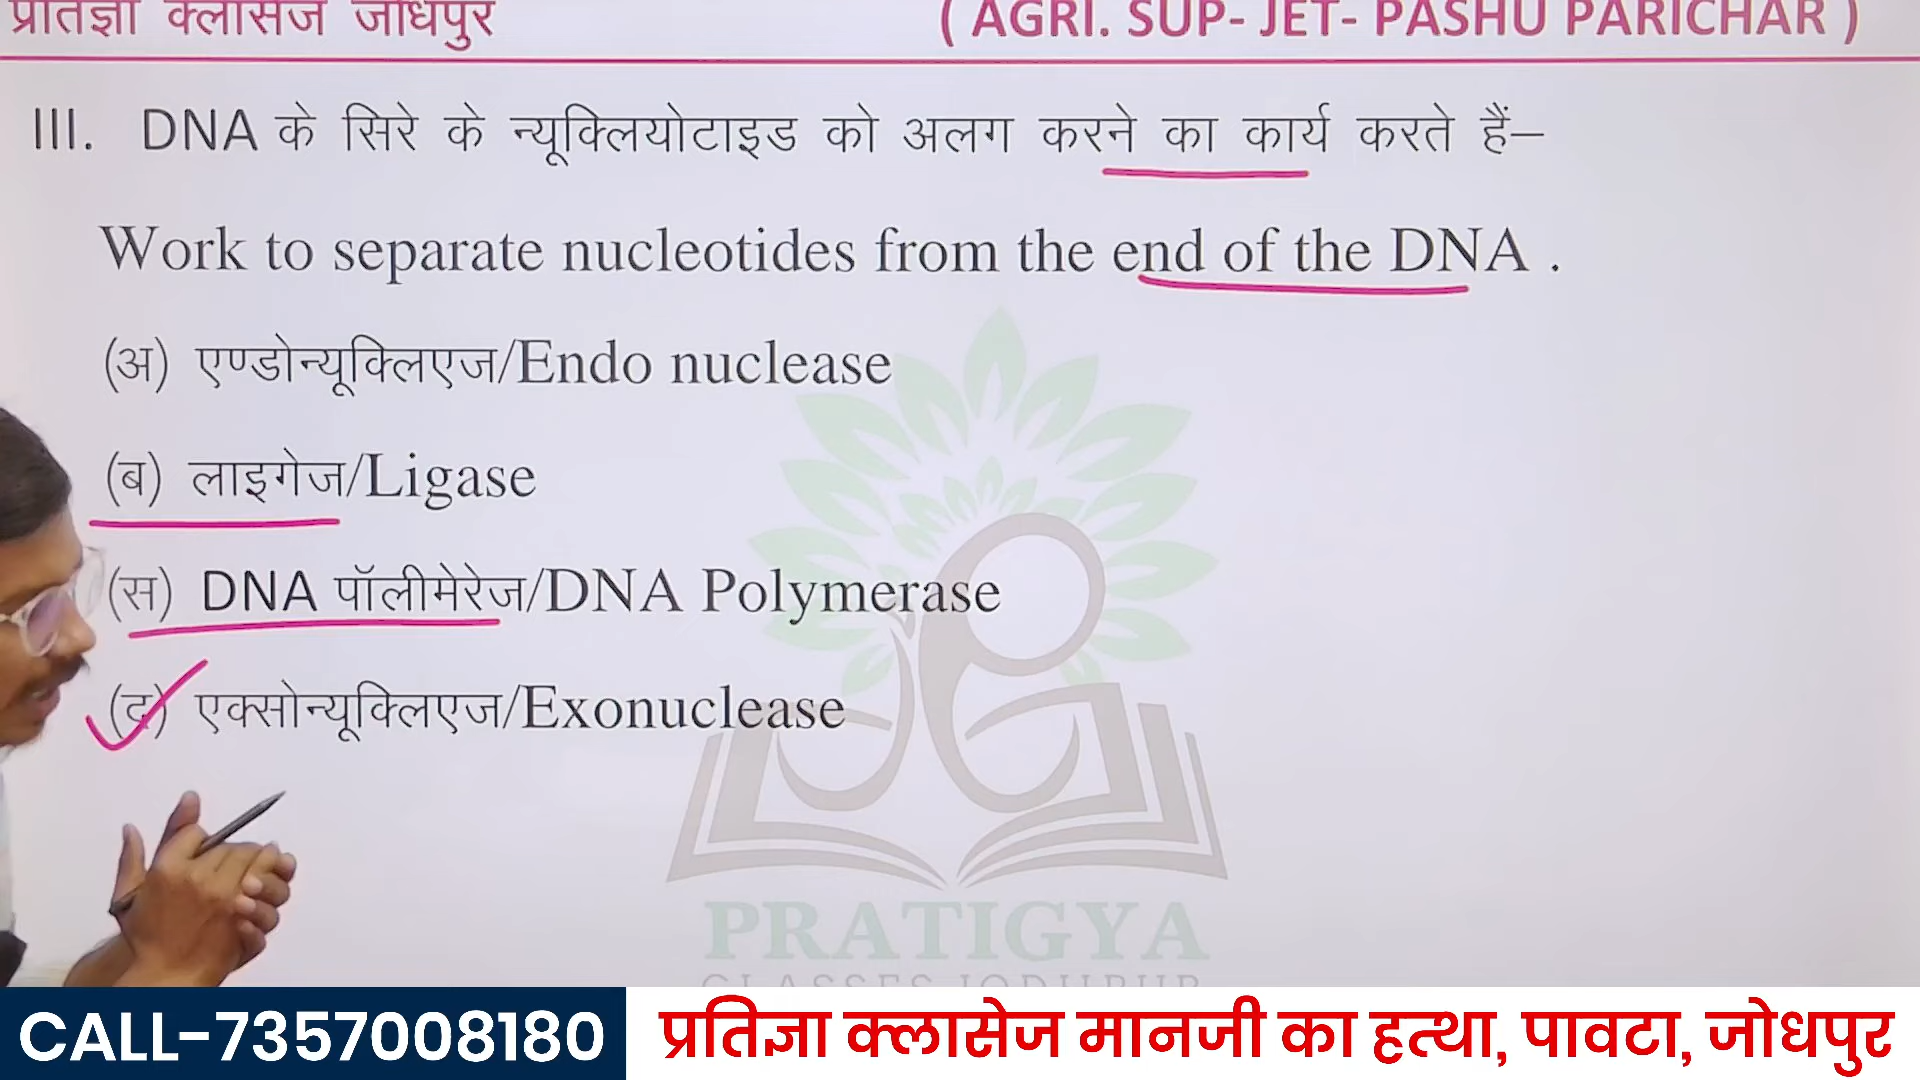 प्रतिज्ञा क्लासेज जोधपुर
( AGRI. SUP- JET- PASHU PARICHAR )
III. DNA के सिरे के न्यूक्लियोटाइड को अलग करने का कार्य करते हैं–
Work to separate nucleotides from the end of the DNA .
(अ) एण्डोन्यूक्लिएज/Endo nuclease
(ब) लाइगेज/Ligase
(स) DNA पॉलीमेरेज/DNA Polymerase
(द) एक्सोन्यूक्लिएज/Exonuclease
PRATIGYA
CLASSES JODHPUR
CALL-7357008180
प्रतिज्ञा क्लासेज मानजी का हत्था, पावटा, जोधपुर